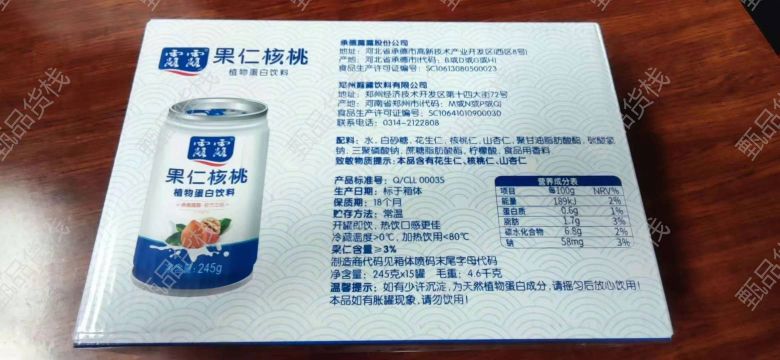 露露
果仁核桃
植物蛋白饮料
露露
果仁核桃
植物蛋白饮料
净含量:245g
承德露露股份公司
地址:河北省承德市高新技术产业开发区(西区8号)
产地:河北省承德市(代码:B或D或G或H)
食品生产许可证编号:SC10613080500023
郑州露露饮料有限公司
地址:郑州经济技术开发区第十四大街72号
产地:河南省郑州市(代码:M或N或P或Q)
食品生产许可证编号:SC10641010900030
联系电话:0314-2122808
配料:水、白砂糖、花生仁、核桃仁、山杏仁、聚甘油脂肪酸酯、碳酸氢
钠、三聚磷酸钠、蔗糖脂肪酸酯、柠檬酸、食品用香料
致敏物质提示:本品含有花生仁、核桃仁、山杏仁
产品标准号:Q/CLL 0003S
生产日期:标于箱体
保质期:18个月
贮存方法:常温
开罐即饮,热饮口感更佳
冷藏温度>0℃,加热饮用<80℃
果仁含量≥3%
制造商代码见箱体喷码末尾字母代码
净含量:245克x15罐 毛重:4.6千克
温馨提示:如有少许沉淀,为天然植物蛋白成分,请摇匀后放心饮用!
本品如有胀罐现象,请勿饮用!
营养成分表
项目 每100g NRV%
能量 189kJ 2%
蛋白质 0.6g 1%
脂肪 1.7g 3%
碳水化合物 6.8g 2%
钠 58mg 3%
甄品货栈